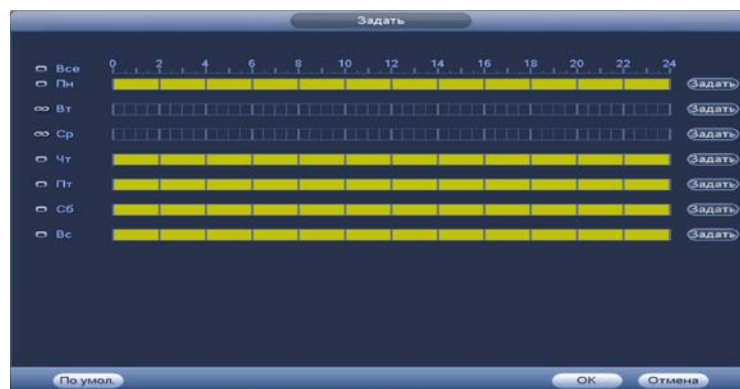 Задать
Все 0 2 4 6 8 10 12 14 16 18 20 22 24
Пн Задать
Вт Задать
Ср Задать
Чт Задать
Пт Задать
Сб Задать
Вс Задать
По умол. OK Отмена